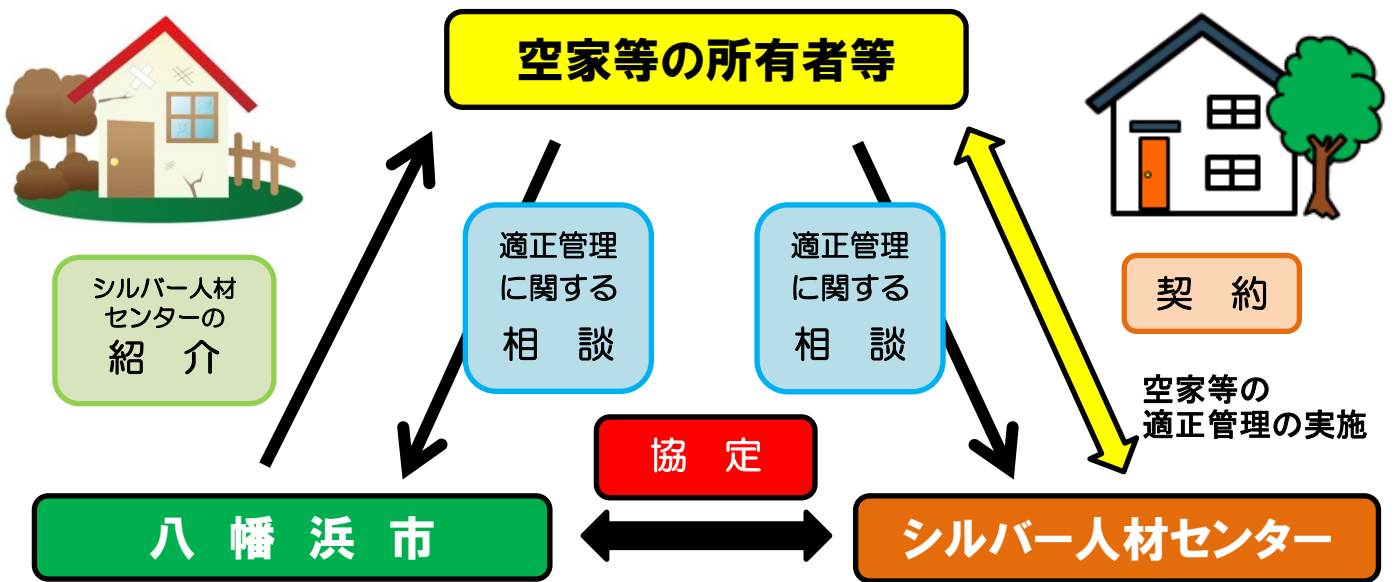 空家等の所有者等
シルバー人材
センターの
紹　介
適正管理
に関する
相　談
適正管理
に関する
相　談
契　約
空家等の
適正管理の実施
協　定
八　幡　浜　市
シルバー人材センター